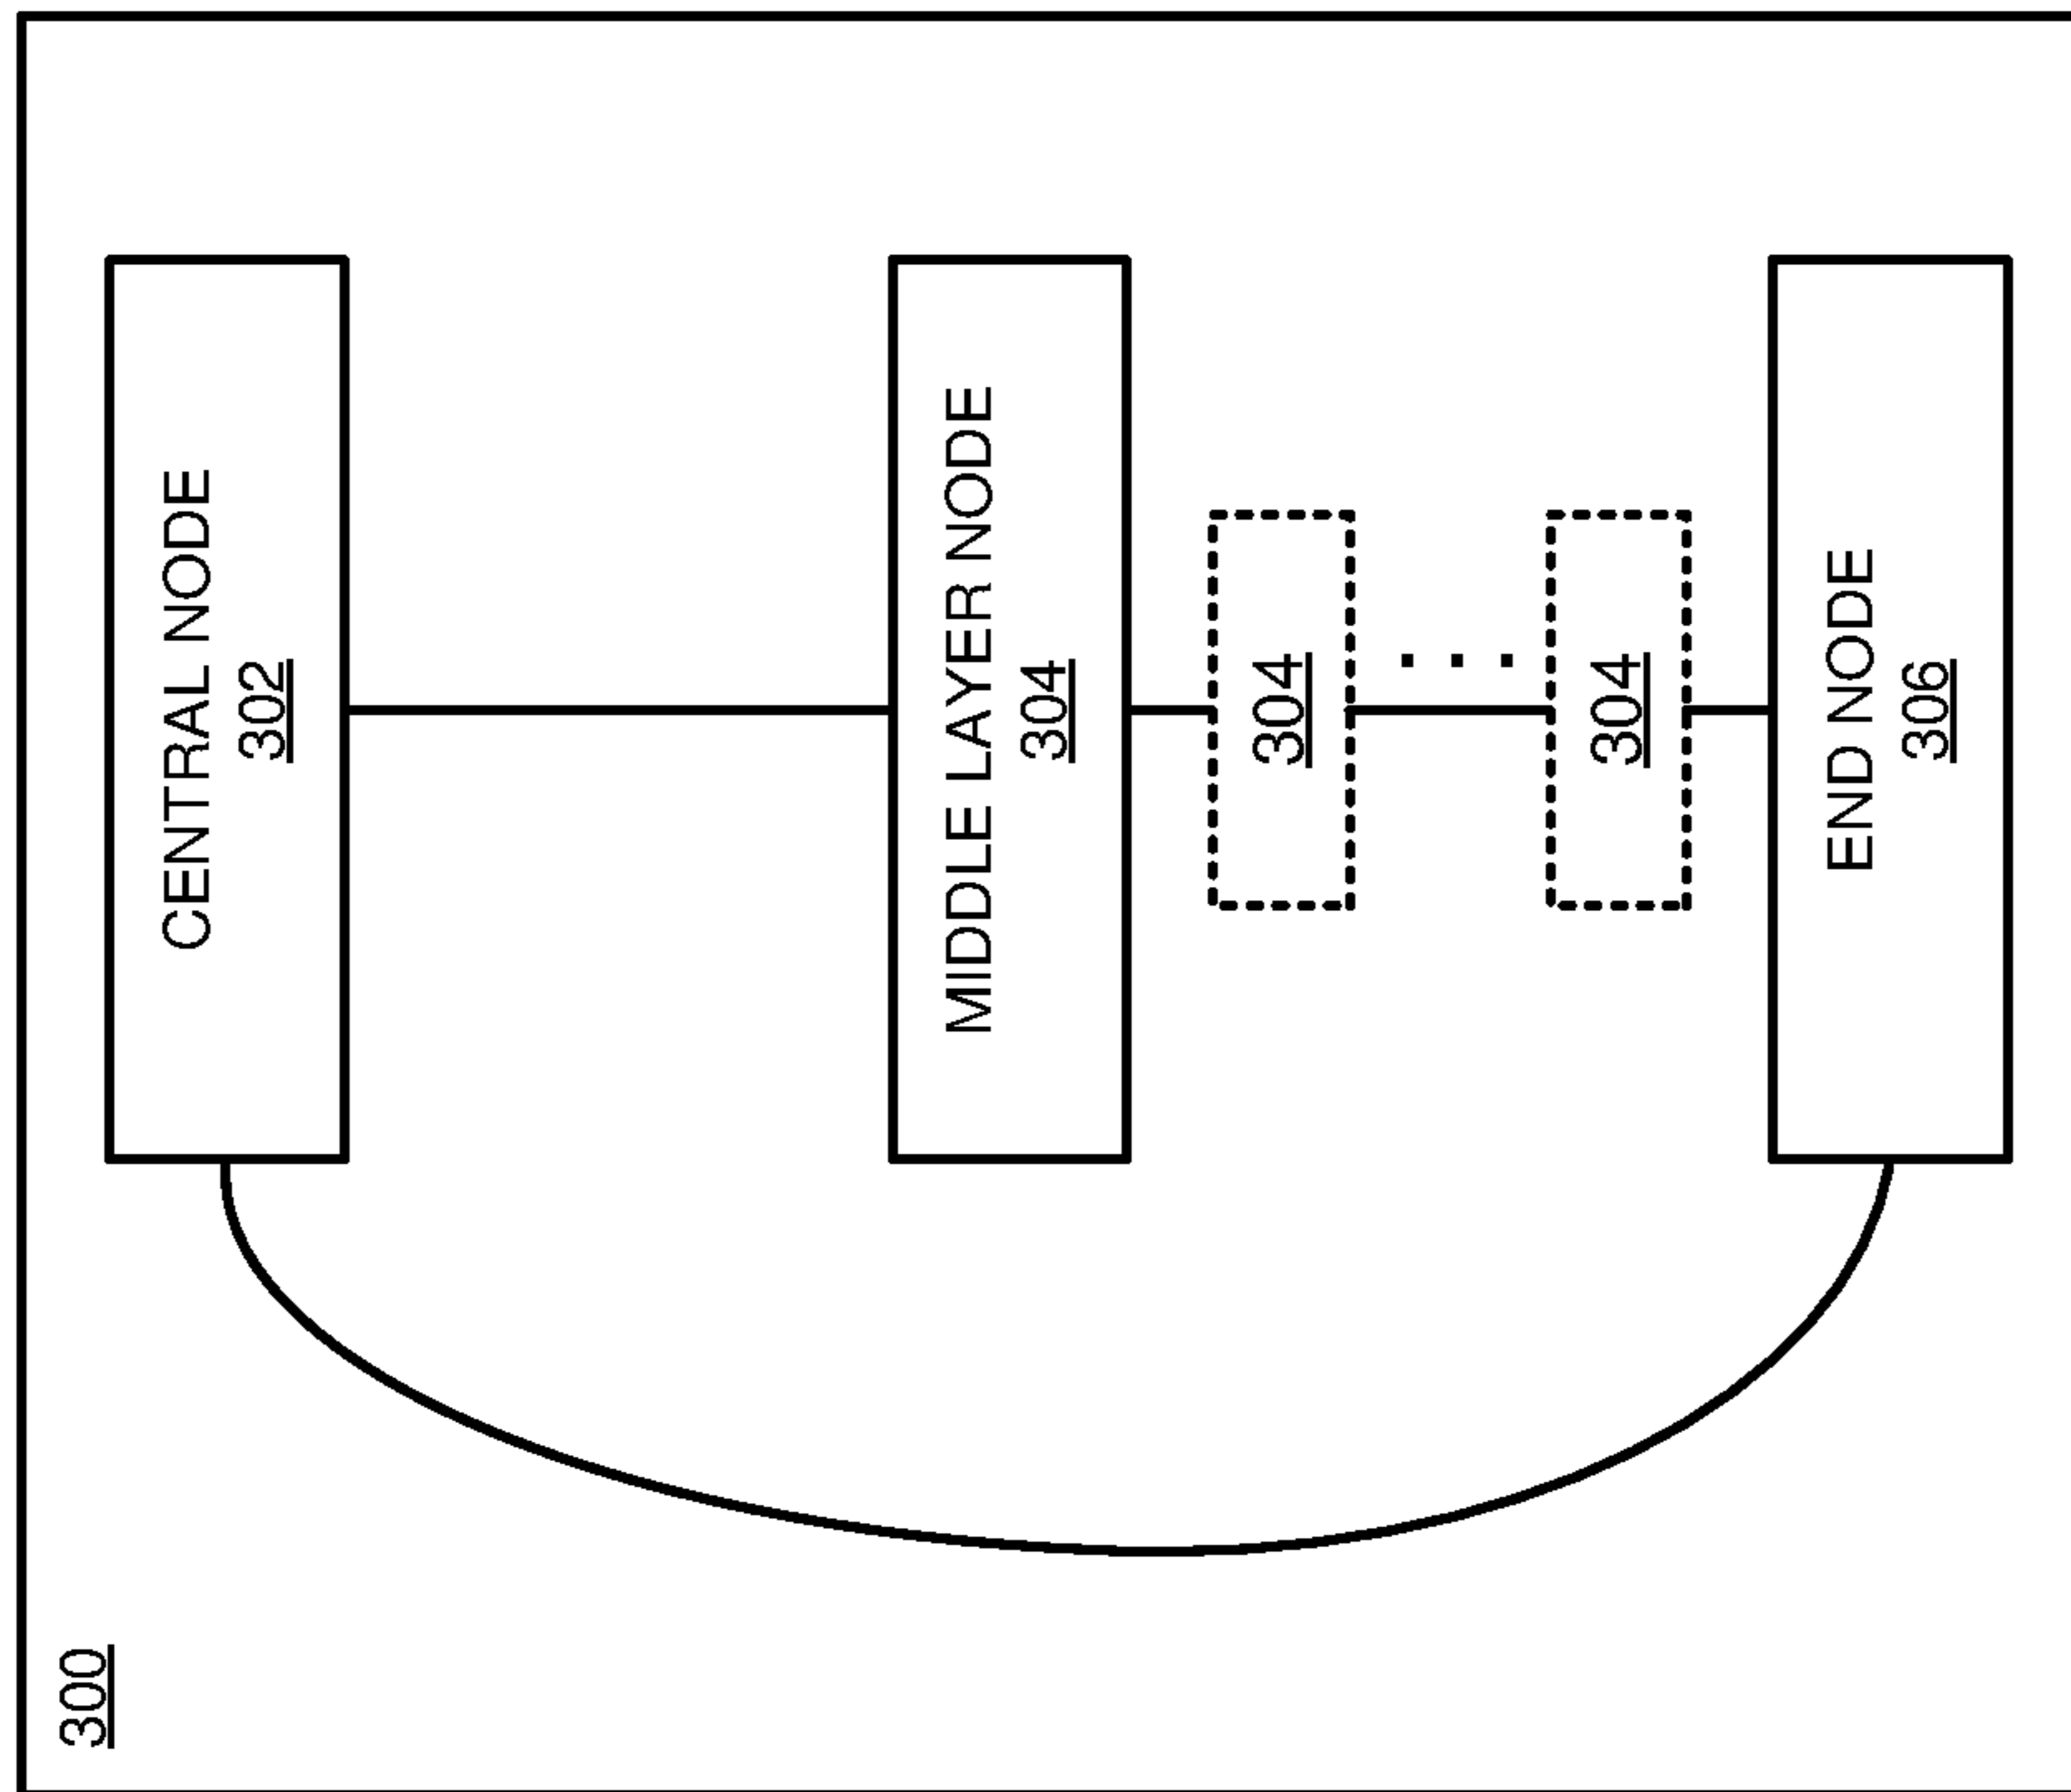 300
CENTRAL NODE
302
MIDDLE LAYER NODE
304
304
...
304
END NODE
306